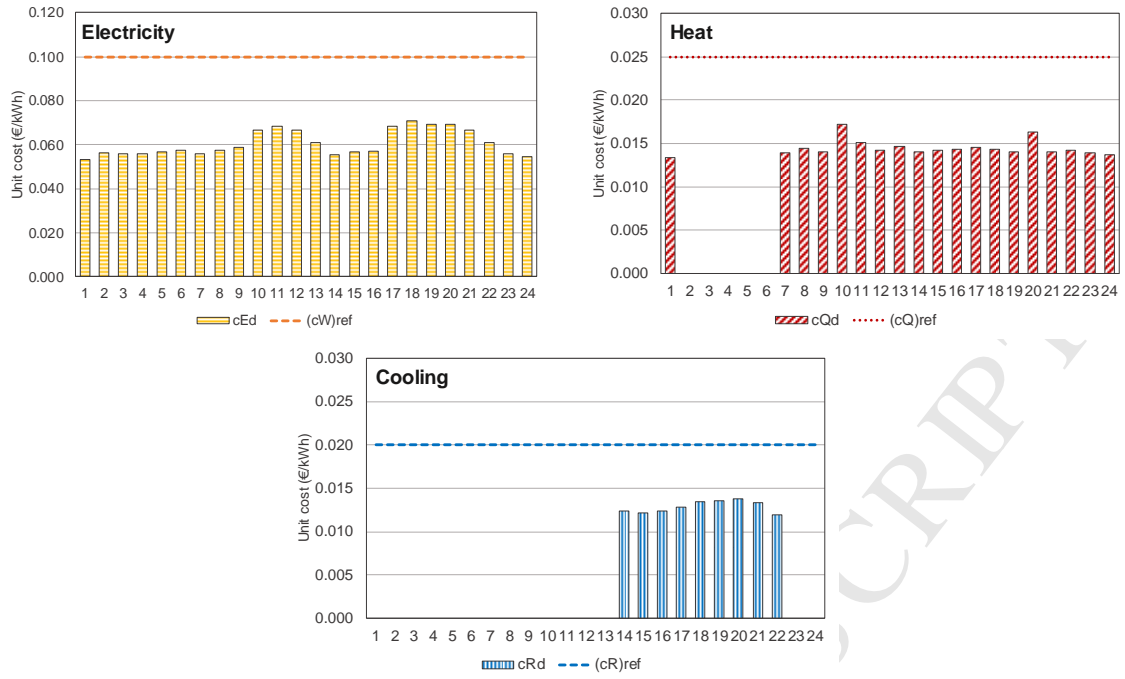 Electricity
Unit cost (€/kWh)
0.120
0.100
0.080
0.060
0.040
0.020
0.000
1 2 3 4 5 6 7 8 9 10 11 12 13 14 15 16 17 18 19 20 21 22 23 24
cEd (cW)ref
Heat
Unit cost (€/kWh)
0.030
0.025
0.020
0.015
0.010
0.005
0.000
1 2 3 4 5 6 7 8 9 10 11 12 13 14 15 16 17 18 19 20 21 22 23 24
cQd (cQ)ref
Cooling
Unit cost (€/kWh)
0.030
0.025
0.020
0.015
0.010
0.005
0.000
1 2 3 4 5 6 7 8 9 10 11 12 13 14 15 16 17 18 19 20 21 22 23 24
cRd (cR)ref
CRIPT